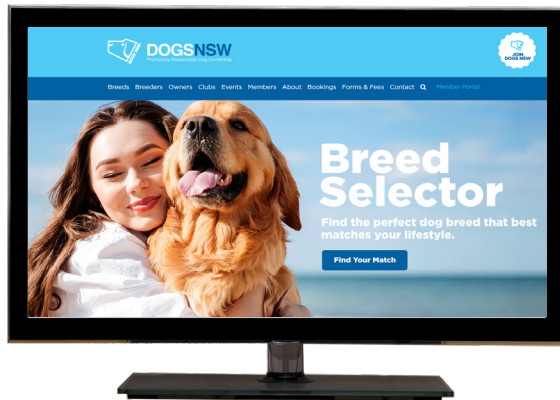 DOGSNSW
Promoting Responsible Dog Ownership
JOIN
DOGS NSW
Breeds Breeders Owners Clubs Events Members About Bookings Forms & Fees Contact Member Portal
Breed
Selector
Find the perfect dog breed that best
matches your lifestyle.
Find Your Match